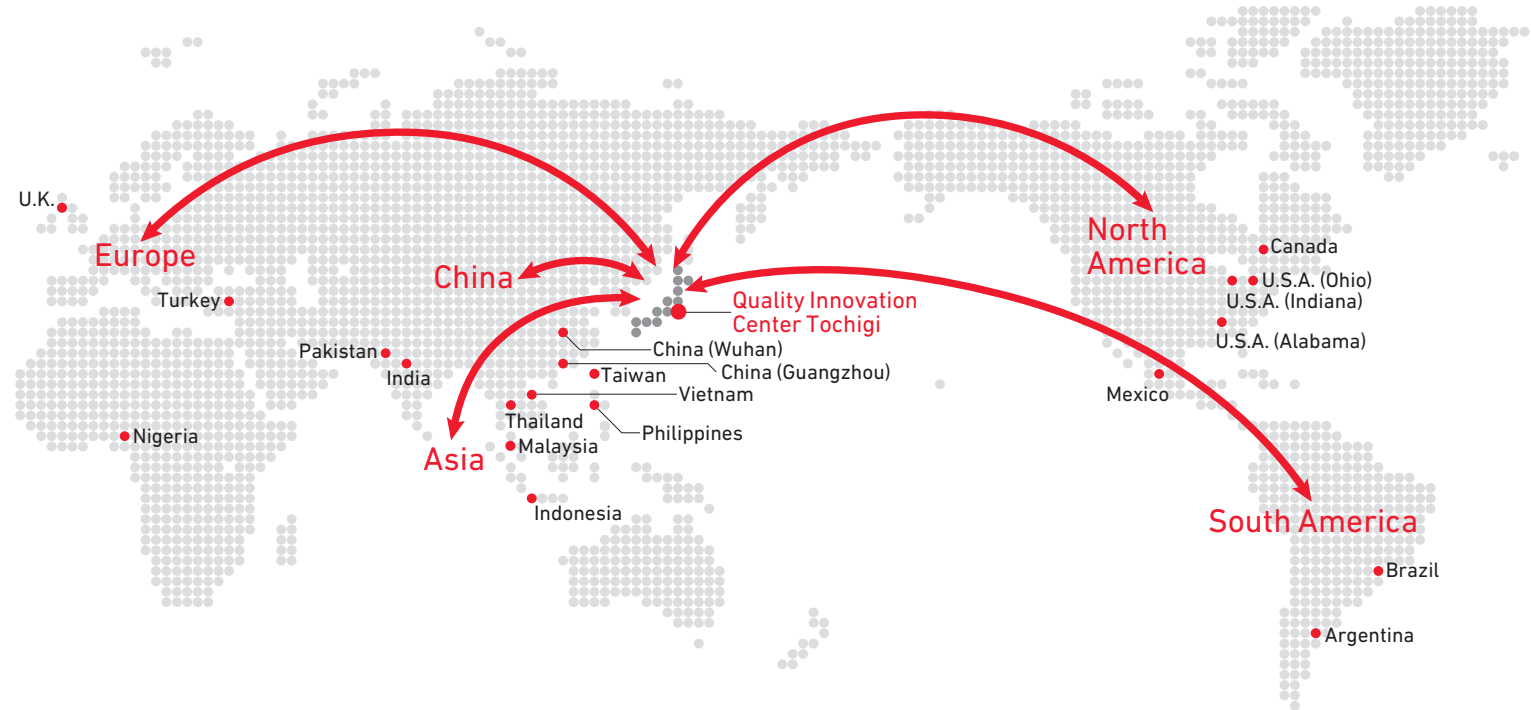 U.K.
Europe
Turkey
China
Pakistan
India
Nigeria
Asia
Quality Innovation
Center Tochigi
China (Wuhan)
China (Guangzhou)
Taiwan
Vietnam
Thailand
Philippines
Malaysia
Indonesia
North
America
Canada
U.S.A. (Ohio)
U.S.A. (Indiana)
U.S.A. (Alabama)
Mexico
South America
Brazil
Argentina